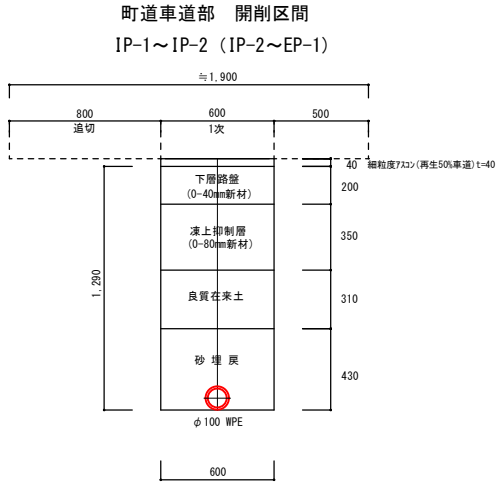 町道車道部 開削区間
IP-1～IP-2 (IP-2～EP-1)
≒1,900
800 600 500
追切 1次
40 細粒度アスコン(再生50%車道)t=40
下層路盤
(0-40mm新材)
200
凍上抑制層
(0-80mm新材)
350
1,290
良質在来土
310
砂 埋 戻
430
φ100 WPE
600